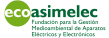 ecoasimelec
Fundación para la Gestión
Medioambiental de Aparatos
Eléctricos y Electrónicos